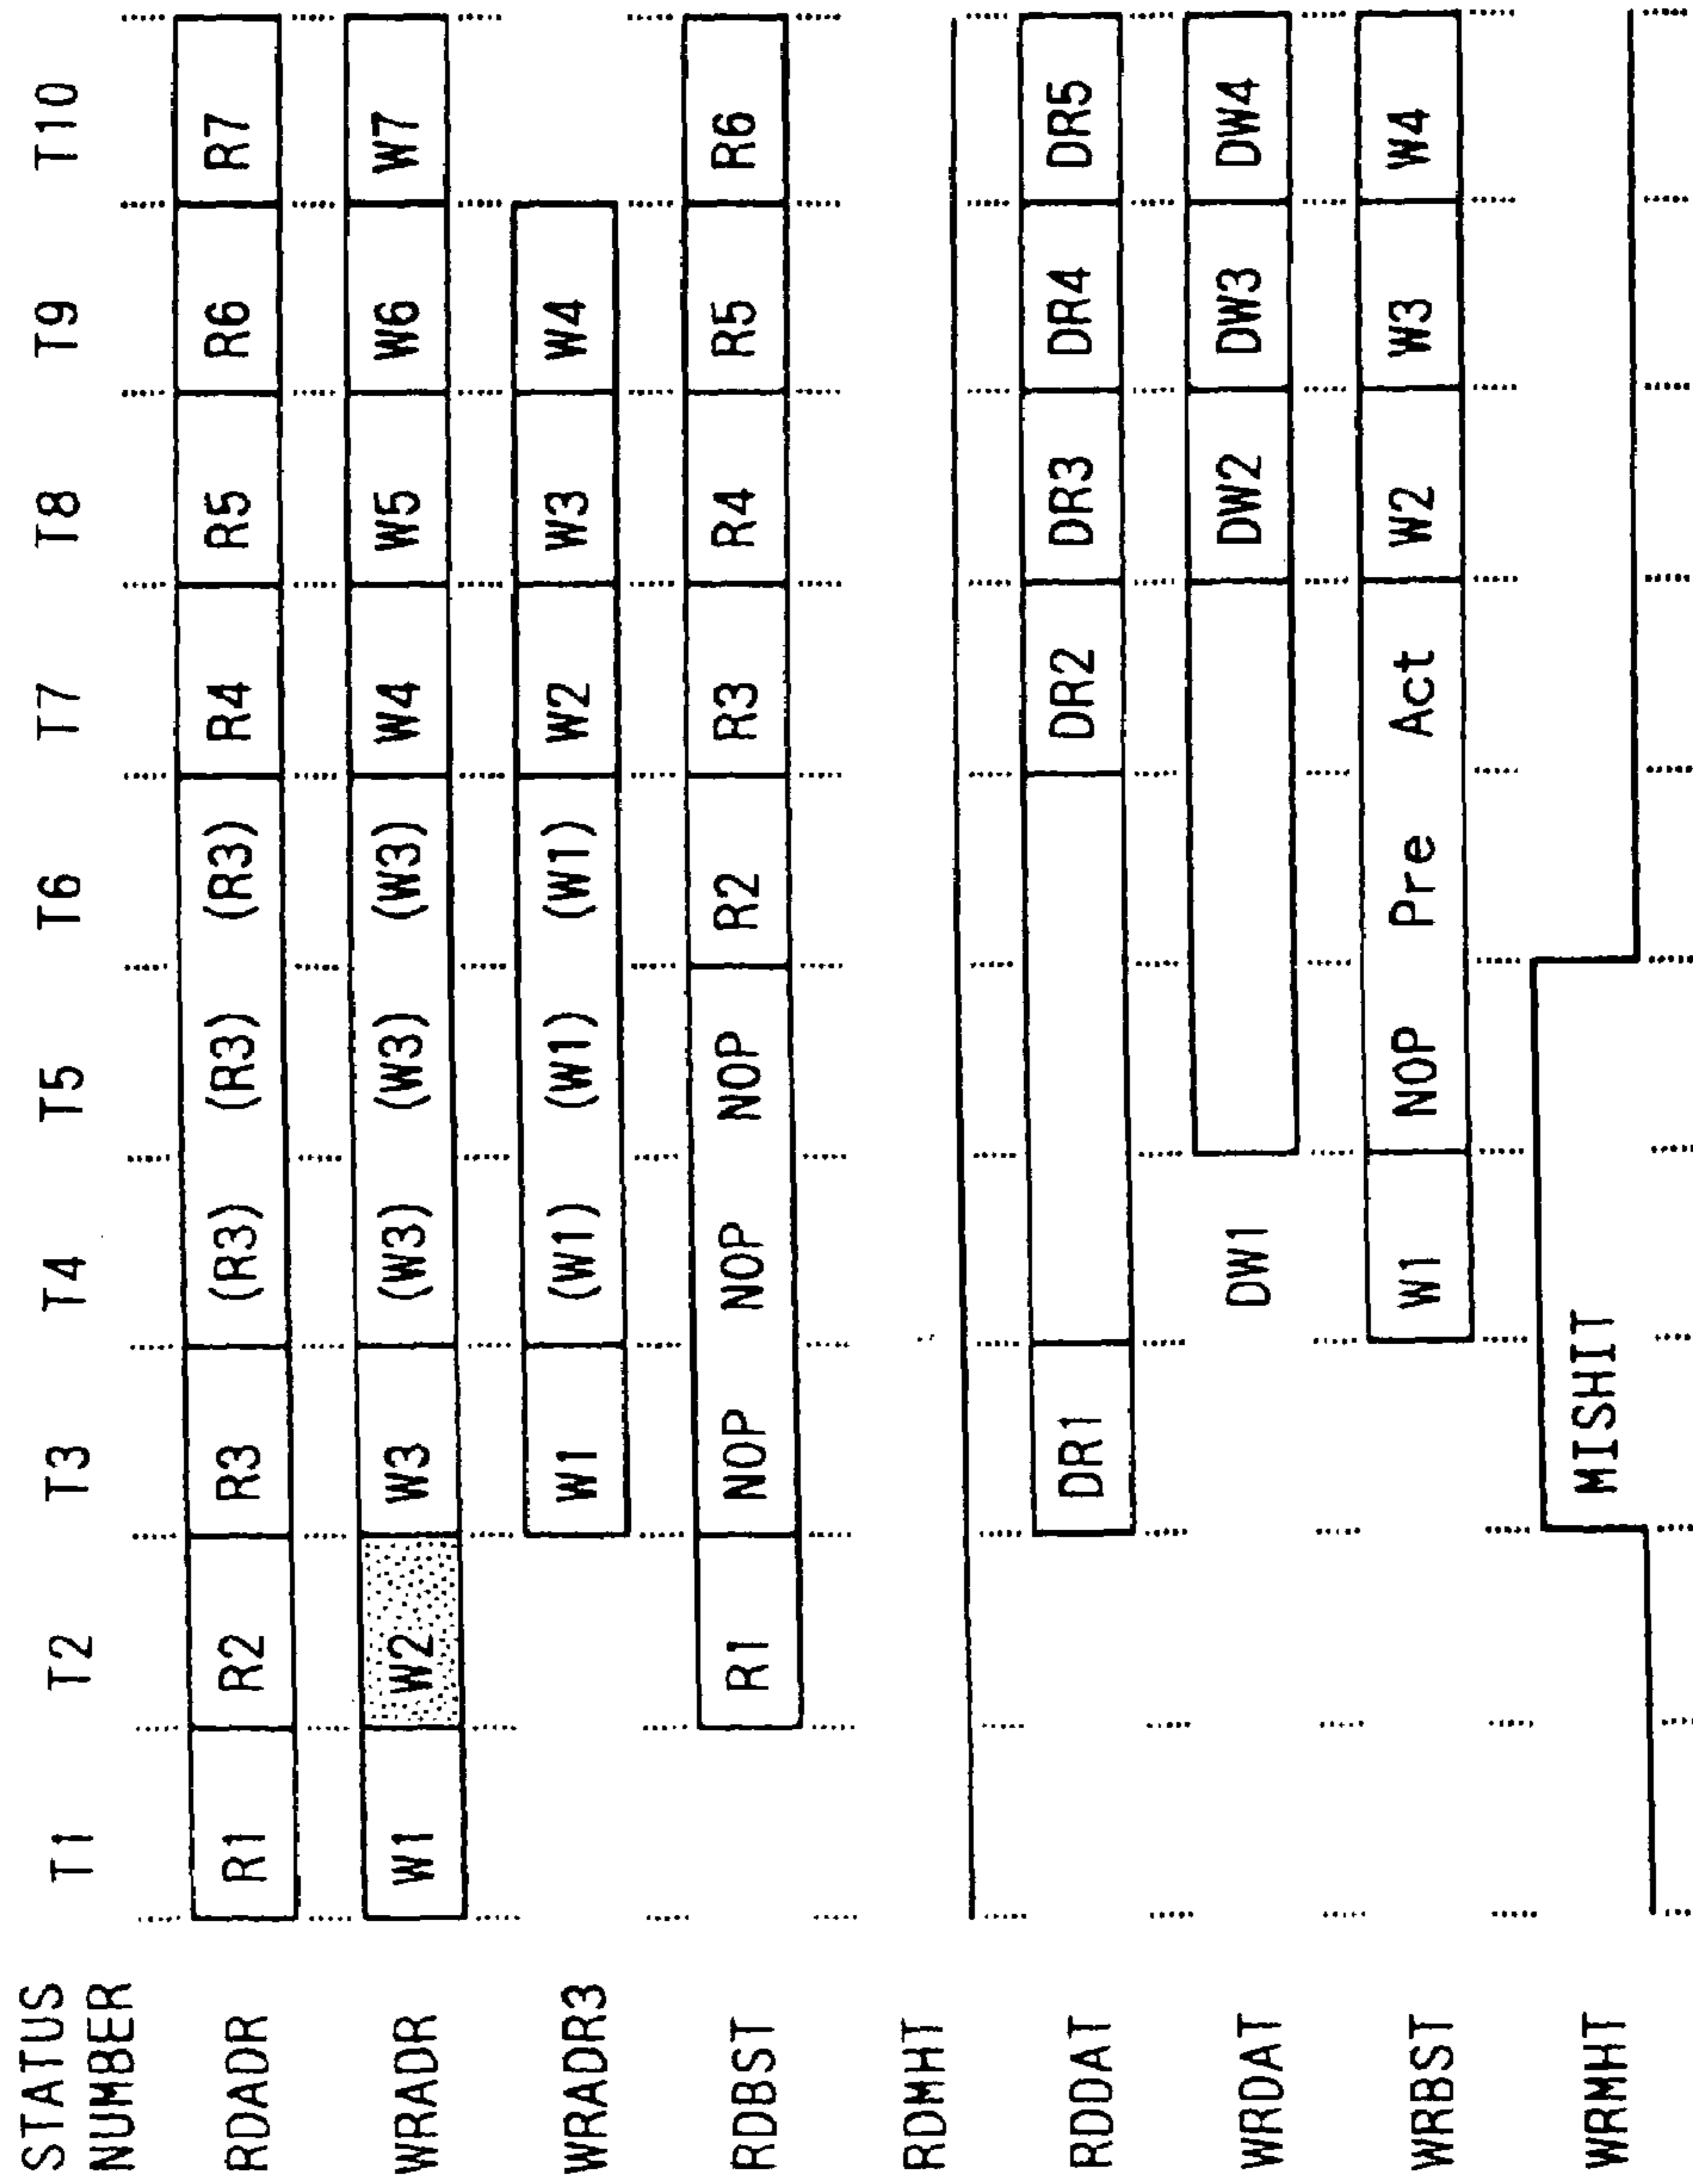 STATUS NUMBER T1 T2 T3 T4 T5 T6 T7 T8 T9 T10
RDADR R1 R2 R3 (R3) (R3) (R3) R4 R5 R6 R7
WRADR W1 W2 W3 (W3) (W3) (W3) W4 W5 W6 W7
WRADR3 W1 (W1) (W1) (W1) W2 W3 W4
RDBST R1 NOP NOP NOP R2 R3 R4 R5 R6
RDMHT
RDDAT DR1 DR2 DR3 DR4 DR5
WRDAT DW1 DW2 DW3 DW4
WRBST W1 NOP Pre Act W2 W3 W4
WRMHT MISHIT